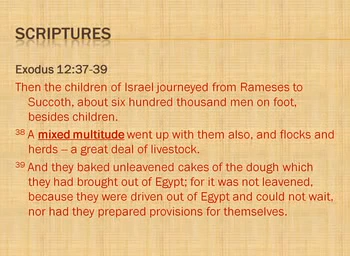 SCRIPTURES
Exodus 12:37-39
Then the children of Israel journeyed from Rameses to
Succoth, about six hundred thousand men on foot,
besides children.
38 A mixed multitude went up with them also, and flocks and
herds – a great deal of livestock.
39 And they baked unleavened cakes of the dough which
they had brought out of Egypt; for it was not leavened,
because they were driven out of Egypt and could not wait,
nor had they prepared provisions for themselves.